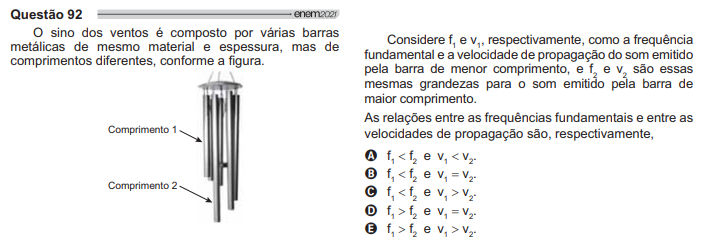 Questão 92 enem2021
O sino dos ventos é composto por várias barras
metálicas de mesmo material e espessura, mas de
comprimentos diferentes, conforme a figura.
Comprimento 1
Comprimento 2
Considere f₁ e v₁, respectivamente, como a frequência
fundamental e a velocidade de propagação do som emitido
pela barra de menor comprimento, e f₂ e v₂ são essas
mesmas grandezas para o som emitido pela barra de
maior comprimento.
As relações entre as frequências fundamentais e entre as
velocidades de propagação são, respectivamente,
A f₁ < f₂ e v₁ < v₂.
B f₁ < f₂ e v₁ = v₂.
C f₁ < f₂ e v₁ > v₂.
D f₁ > f₂ e v₁ = v₂.
E f₁ > f₂ e v₁ > v₂.